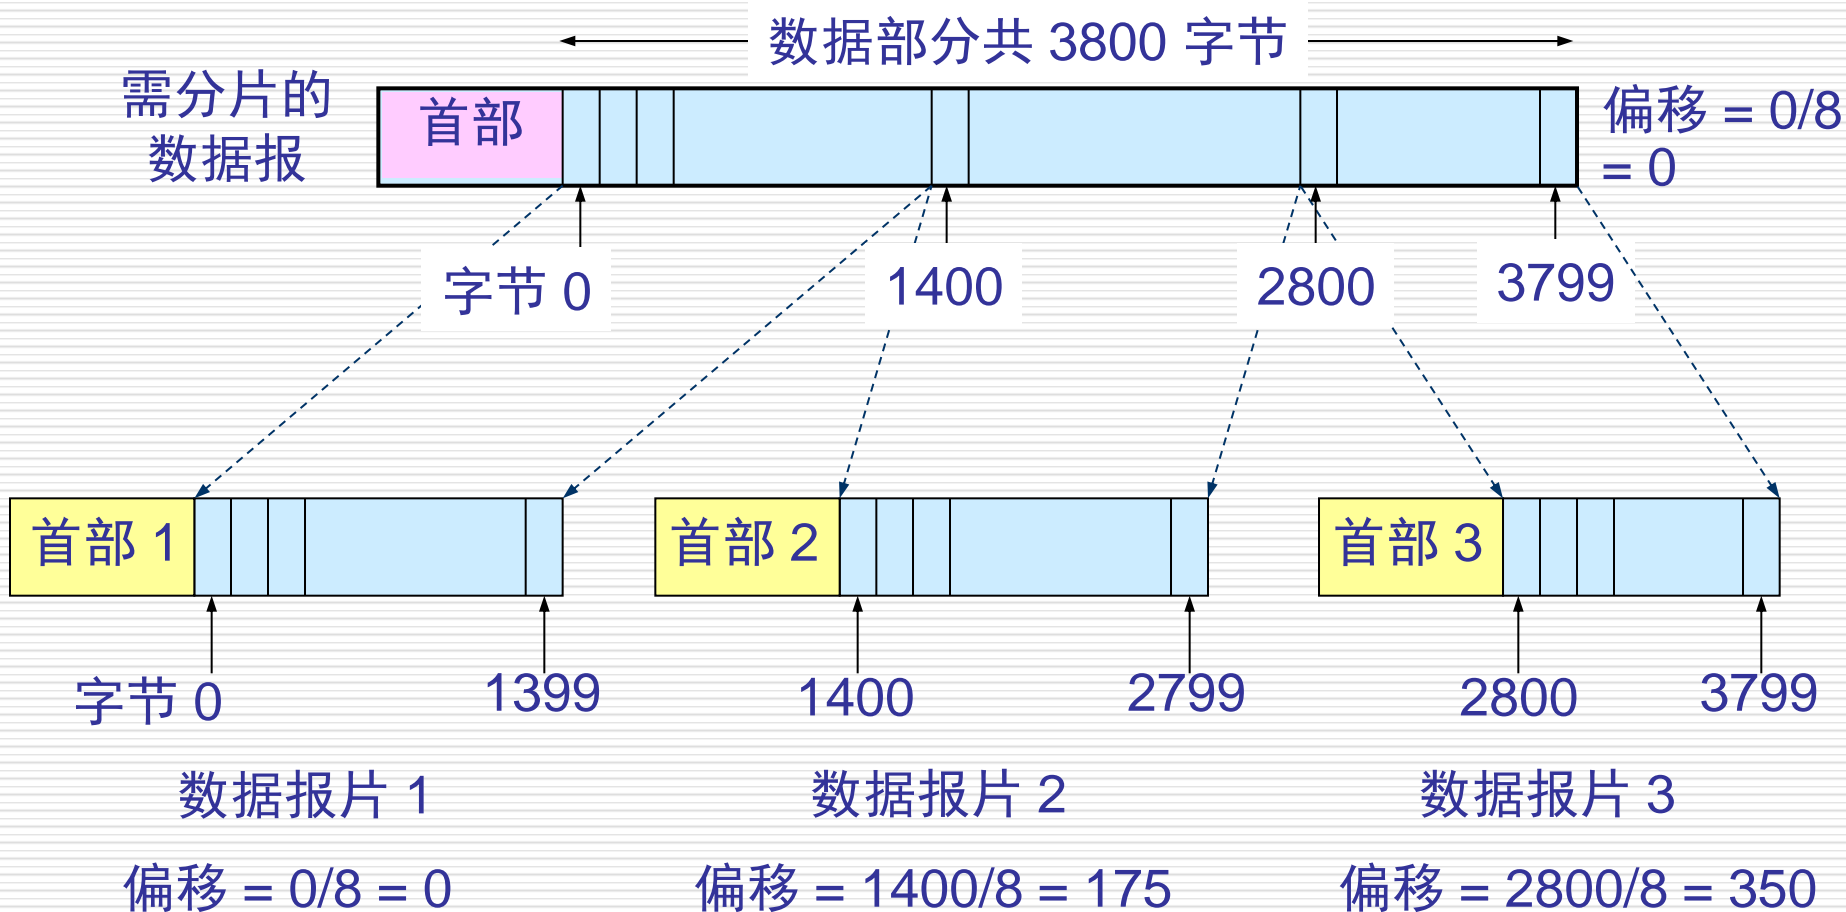 数据部分共 3800 字节
需分片的
数据报
首部
偏移 = 0/8
= 0
字节 0
1400
2800
3799
首部 1
首部 2
首部 3
字节 0
1399
1400
2799
2800
3799
数据报片 1
数据报片 2
数据报片 3
偏移 = 0/8 = 0
偏移 = 1400/8 = 175
偏移 = 2800/8 = 350